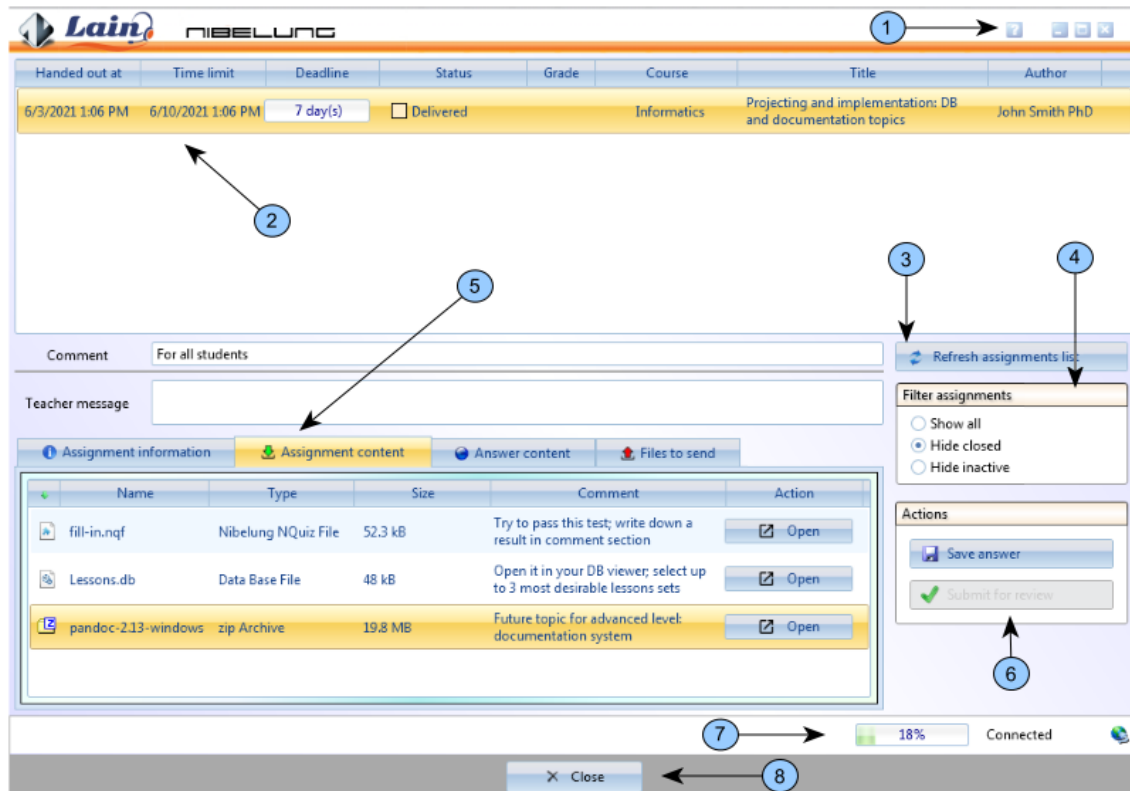 Lain
NIBELUNG
1
?
Handed out at Time limit Deadline Status Grade Course Title Author
6/3/2021 1:06 PM 6/10/2021 1:06 PM 7 day(s) Delivered Informatics Projecting and implementation: DB John Smith PhD
and documentation topics
2
3
4
5
Comment For all students
Refresh assignments list
Teacher message
Filter assignments
Show all
Hide closed
Hide inactive
Assignment information Assignment content Answer content Files to send
Name Type Size Comment Action
fill-in.nqf Nibelung NQuiz File 52.3 kB Try to pass this test; write down a Open
result in comment section
Lessons.db Data Base File 48 kB Open it in your DB viewer; select up Open
to 3 most desirable lessons sets
pandoc-2.13-windows zip Archive 19.8 MB Future topic for advanced level: Open
documentation system
Actions
Save answer
Submit for review
6
7
18% Connected
Close
8